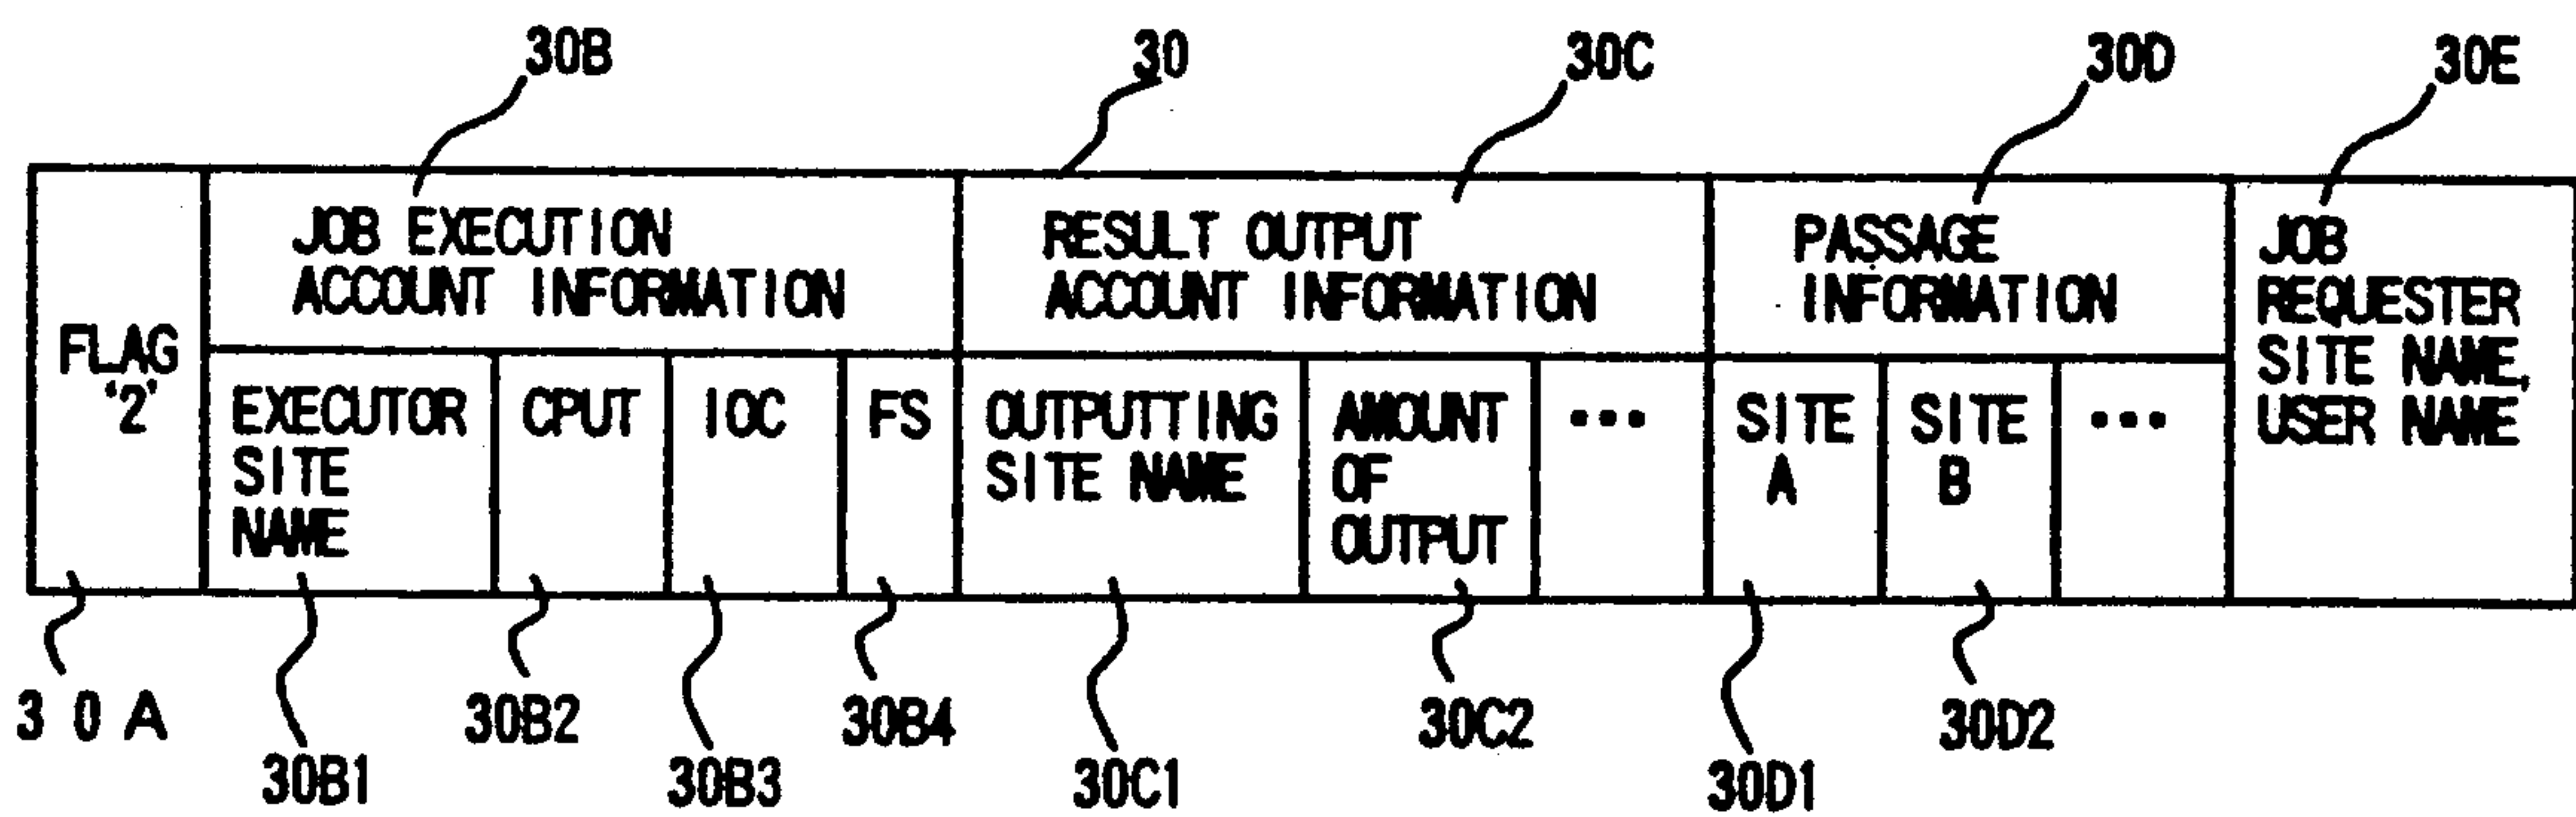 30B
30
30C
30D
30E
JOB EXECUTION
ACCOUNT INFORMATION
RESULT OUTPUT
ACCOUNT INFORMATION
PASSAGE
INFORMATION
JOB
REQUESTER
SITE NAME,
USER NAME
FLAG
'2'
EXECUTOR
SITE
NAME
CPUT
IOC
FS
OUTPUTTING
SITE NAME
AMOUNT
OF
OUTPUT
...
SITE
A
SITE
B
...
30A
30B1
30B2
30B3
30B4
30C1
30C2
30D1
30D2